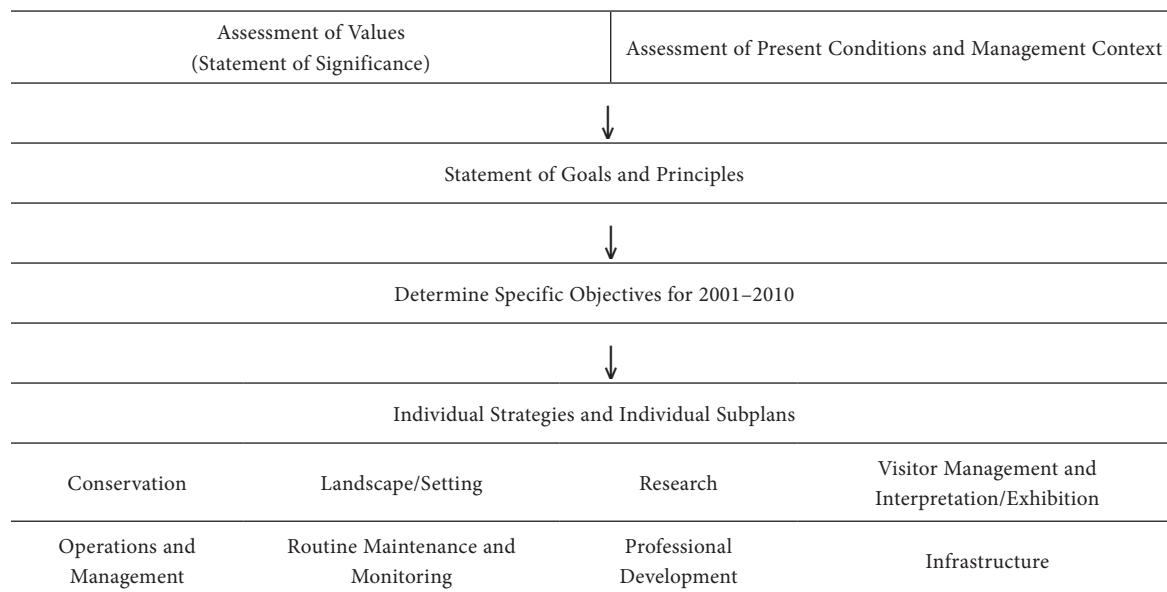 Assessment of Values
(Statement of Significance)
Assessment of Present Conditions and Management Context
Statement of Goals and Principles
Determine Specific Objectives for 2001–2010
Individual Strategies and Individual Subplans
Conservation
Landscape/Setting
Research
Visitor Management and
Interpretation/Exhibition
Operations and
Management
Routine Maintenance and
Monitoring
Professional
Development
Infrastructure